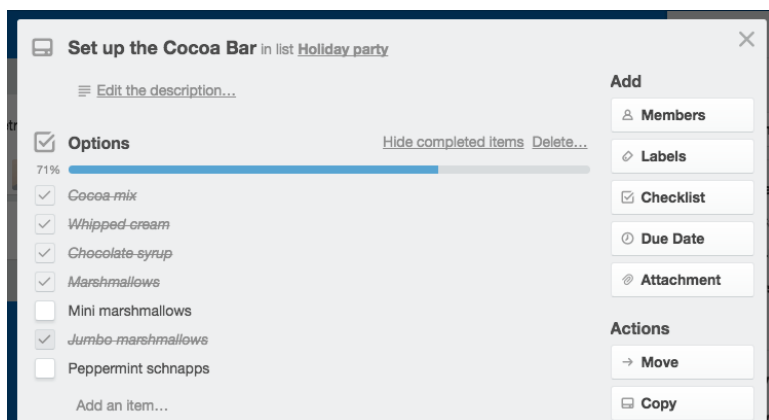 Set up the Cocoa Bar in list Holiday party
Edit the description...
Options Hide completed items Delete...
71%
Cocoa mix
Whipped cream
Chocolate syrup
Marshmallows
Mini marshmallows
Jumbo marshmallows
Peppermint schnapps
Add an item...
Add
Members
Labels
Checklist
Due Date
Attachment
Actions
Move
Copy